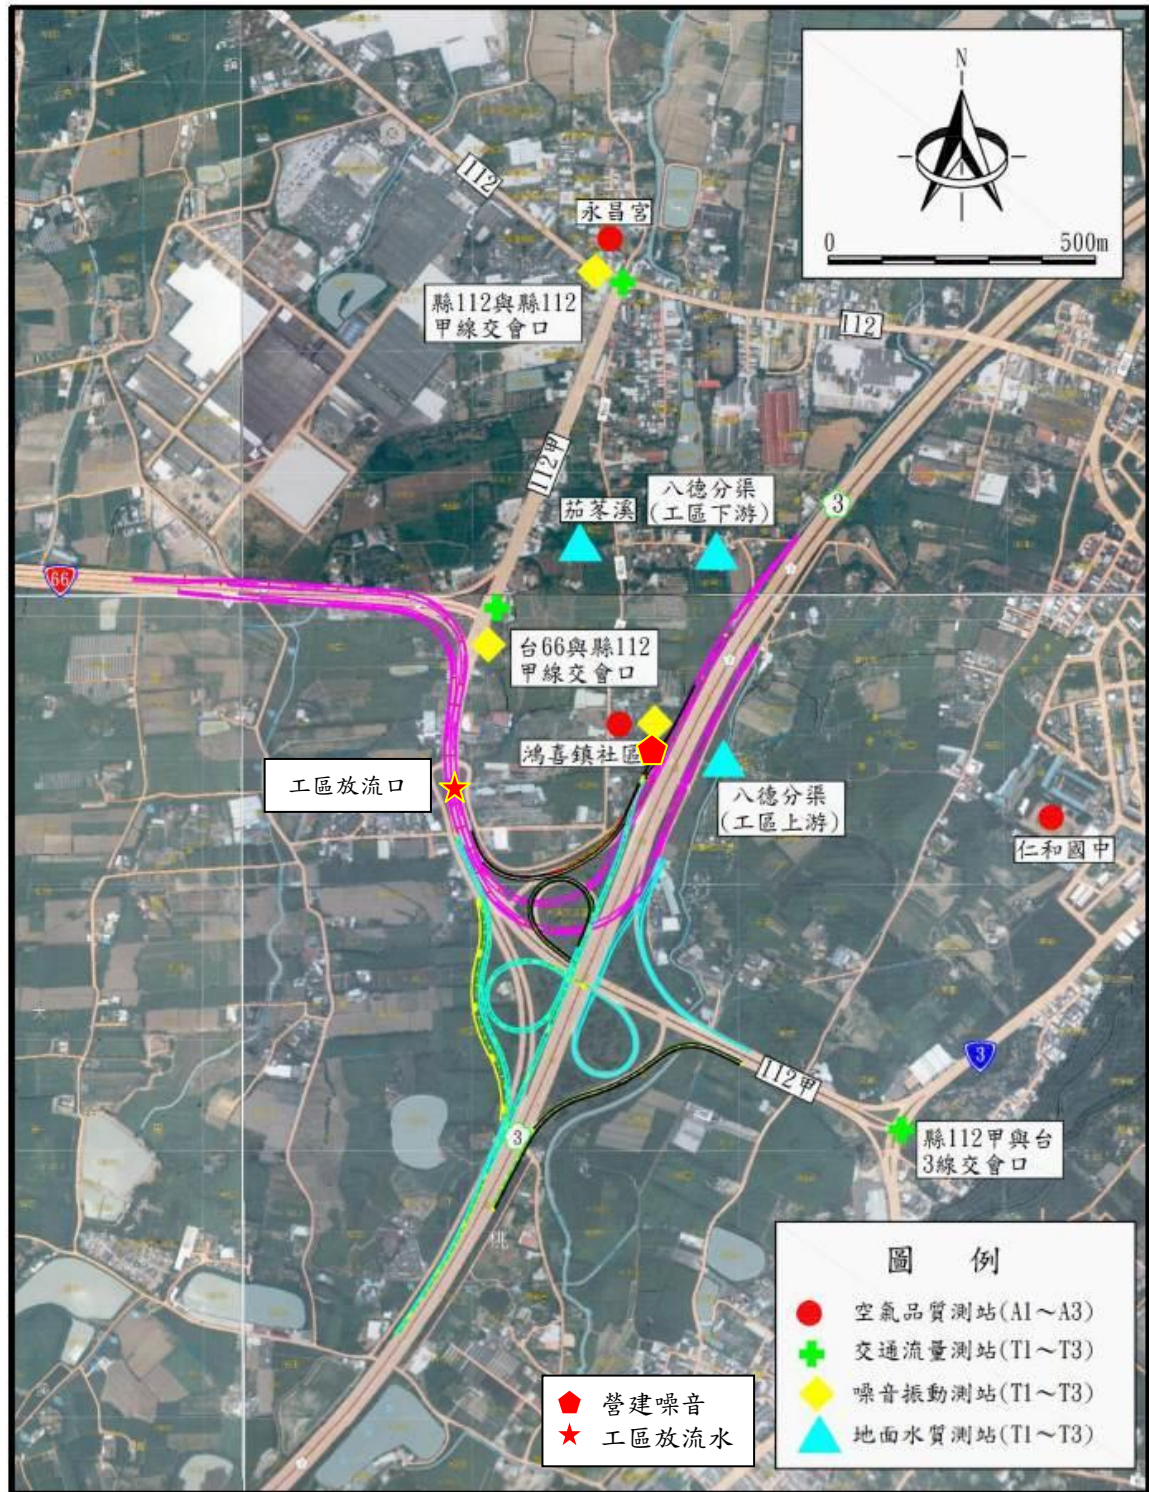 N
0 500m
112
永昌宮
縣112與縣112
甲線交會口
112
112甲
3
八德分渠
(工區下游)
茄苳溪
66
台66與縣112
甲線交會口
鴻喜鎮社區
工區放流口
八德分渠
(工區上游)
仁和國中
3
112甲
3
縣112甲與台
3線交會口
桃
圖 例
空氣品質測站(A1～A3)
交通流量測站(T1～T3)
噪音振動測站(T1～T3)
地面水質測站(T1～T3)
營建噪音
工區放流水